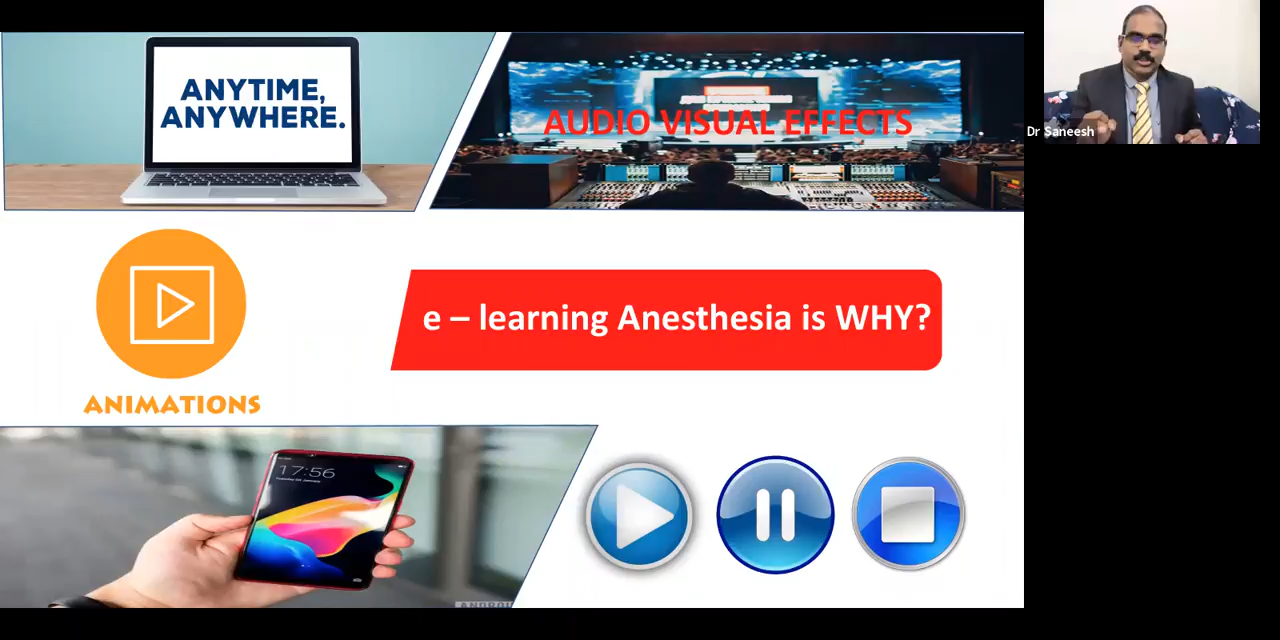 ANYTIME,
ANYWHERE.
AUDIO VISUAL EFFECTS
Dr Saneesh
e – learning Anesthesia is WHY?
ANIMATIONS
17:56